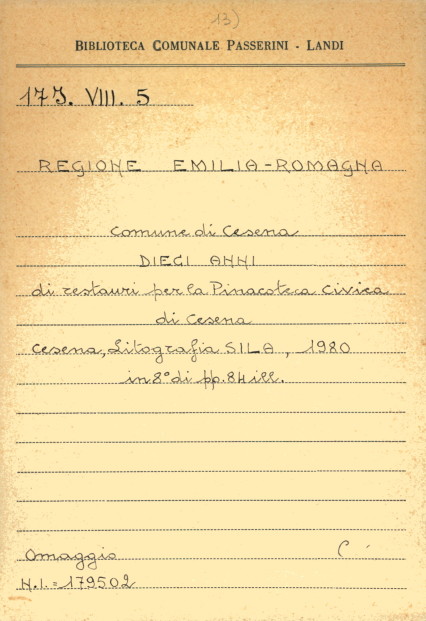 13)
BIBLIOTECA COMUNALE PASSERINI - LANDI
17J. VIII. 5
REGIONE EMILIA-ROMAGNA
Comune di Cesena
DIECI ANNI
di restauri per la Pinacoteca Civica
di Cesena
Cesena, Litografia SILA, 1980
in 8° di pp. 84 ill.
Omaggio C
N.I. = 179502